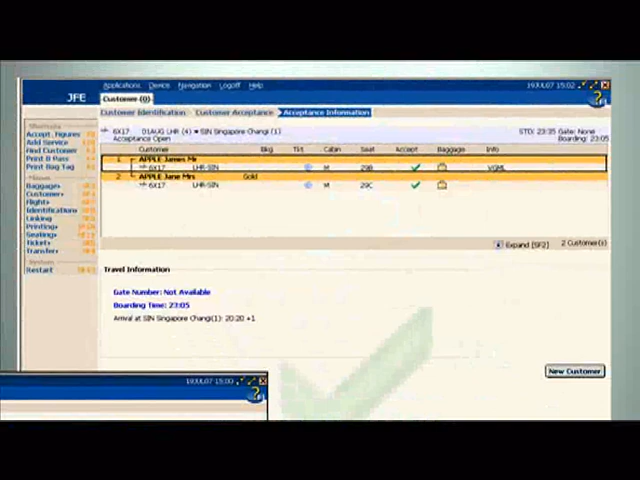 Applications Device Navigation Logoff Help
19JUL07 15:02
JFE
Customer (0)
Customer Identification Customer Acceptance Acceptance Information
Shortcuts
Accept. Figures
Add Service
Find Customer
Print B Pass
Print Bag Tag
Baggage
Customer
Flight
Identification
Linking
Printing
Seating
Ticket
Transfer
System
Restart
6X17 01AUG LHR (4) SIN Singapore Changi (1) STD: 23:35 Gate: None
Acceptance Open Boarding: 23:05
Customer Bkg Tkt Cabin Seat Accept Baggage Info
1 APPLE James Mr
6X17 LHR-SIN M 29B VGML
2 APPLE Jane Mrs Gold
6X17 LHR-SIN M 29C
Expand [SF2] 2 Customer(s)
Travel Information
Gate Number: Not Available
Boarding Time: 23:05
Arrival at SIN Singapore Changi(1): 20:20 +1
New Customer
19JUL07 15:00